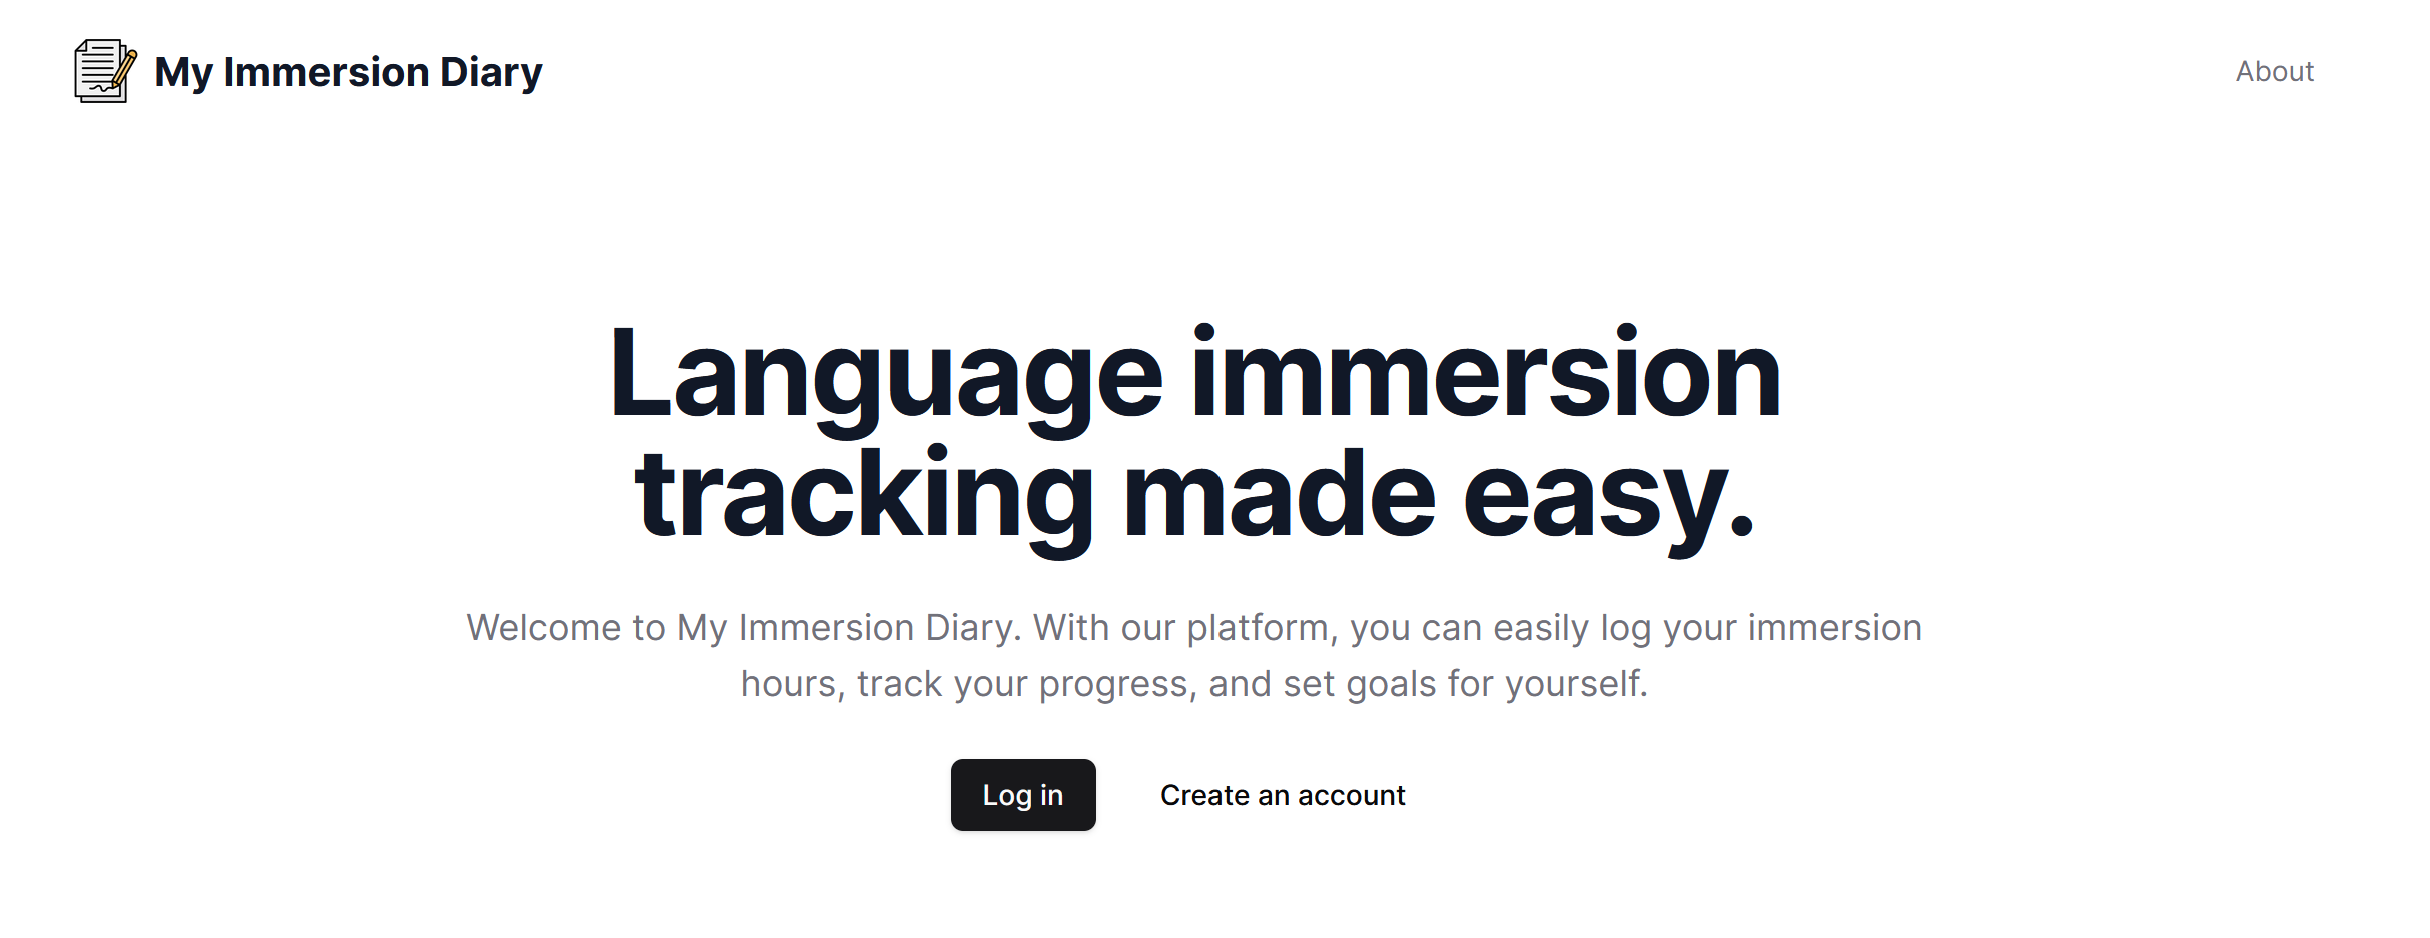 My Immersion Diary
About
Language immersion
tracking made easy.
Welcome to My Immersion Diary. With our platform, you can easily log your immersion
hours, track your progress, and set goals for yourself.
Log in
Create an account